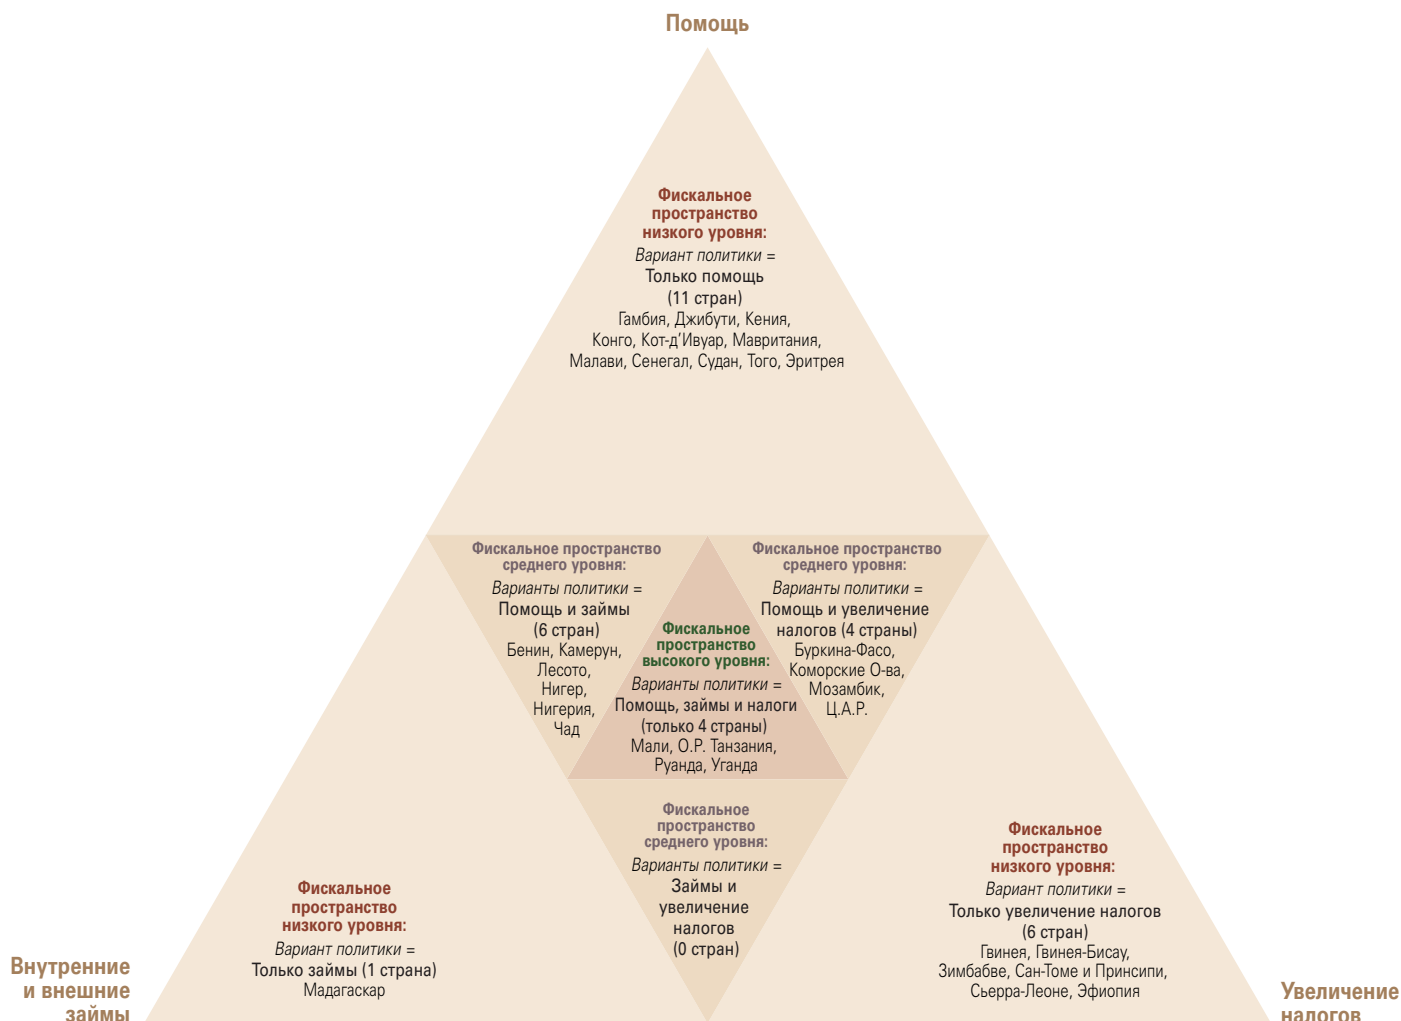 Помощь
Фискальное
пространство
низкого уровня:
Вариант политики =
Только помощь
(11 стран)
Гамбия, Джибути, Кения,
Конго, Кот-д'Ивуар, Мавритания,
Малави, Сенегал, Судан, Того, Эритрея
Фискальное пространство
среднего уровня:
Варианты политики =
Помощь и займы
(6 стран)
Бенин, Камерун,
Лесото,
Нигер,
Нигерия,
Чад
Фискальное
пространство
высокого уровня:
Варианты политики =
Помощь, займы и налоги
(только 4 страны)
Мали, О.Р. Танзания,
Руанда, Уганда
Фискальное пространство
среднего уровня:
Варианты политики =
Помощь и увеличение
налогов (4 страны)
Буркина-Фасо,
Коморские О-ва,
Мозамбик,
Ц.А.Р.
Фискальное
пространство
среднего уровня:
Варианты политики =
Займы и
увеличение
налогов
(0 стран)
Фискальное
пространство
низкого уровня:
Вариант политики =
Только займы (1 страна)
Мадагаскар
Фискальное
пространство
низкого уровня:
Вариант политики =
Только увеличение налогов
(6 стран)
Гвинея, Гвинея-Бисау,
Зимбабве, Сан-Томе и Принсипи,
Сьерра-Леоне, Эфиопия
Внутренние
и внешние
займы
Увеличение
налогов